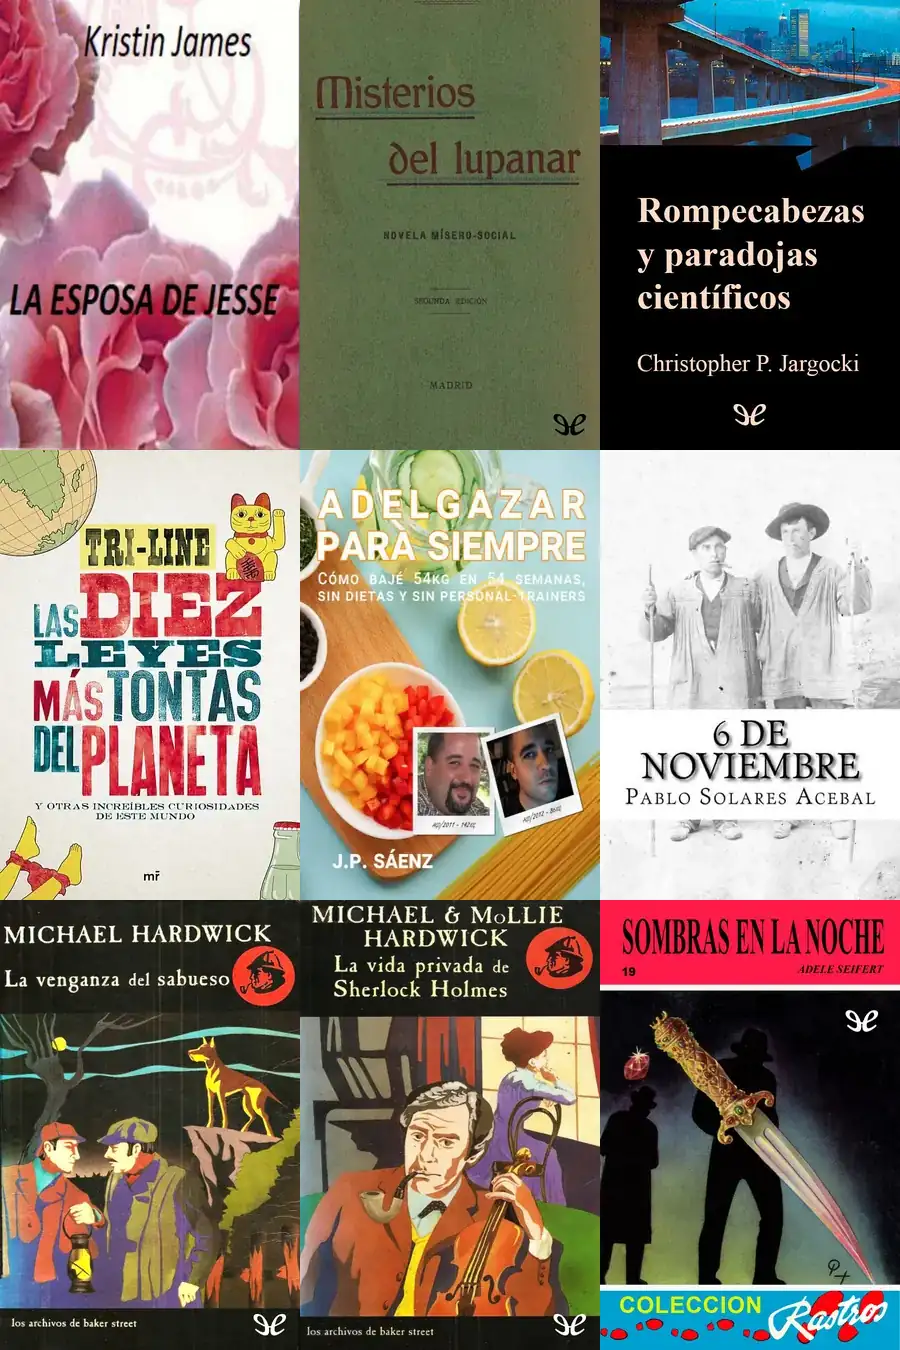 Kristin James
LA ESPOSA DE JESSE
Misterios
del lupanar
NOVELA MÍSERO-SOCIAL
SEGUNDA EDICIÓN
MADRID
Rompecabezas
y paradojas
científicos
Christopher P. Jargocki
TRI-LINE
LAS DIEZ
LEYES
MÁS TONTAS
DEL PLANETA
Y OTRAS INCREÍBLES CURIOSIDADES
DE ESTE MUNDO
mr
ADELGAZAR
PARA SIEMPRE
CÓMO BAJÉ 54KG EN 54 SEMANAS,
SIN DIETAS Y SIN PERSONAL-TRAINERS
J.P. SÁENZ
6 DE
NOVIEMBRE
PABLO SOLARES ACEBAL
MICHAEL HARDWICK
La venganza del sabueso
los archivos de baker street
MICHAEL & MOLLIE
HARDWICK
La vida privada de
Sherlock Holmes
los archivos de baker street
SOMBRAS EN LA NOCHE
19
ADELE SEIFERT
COLECCION
Rastros